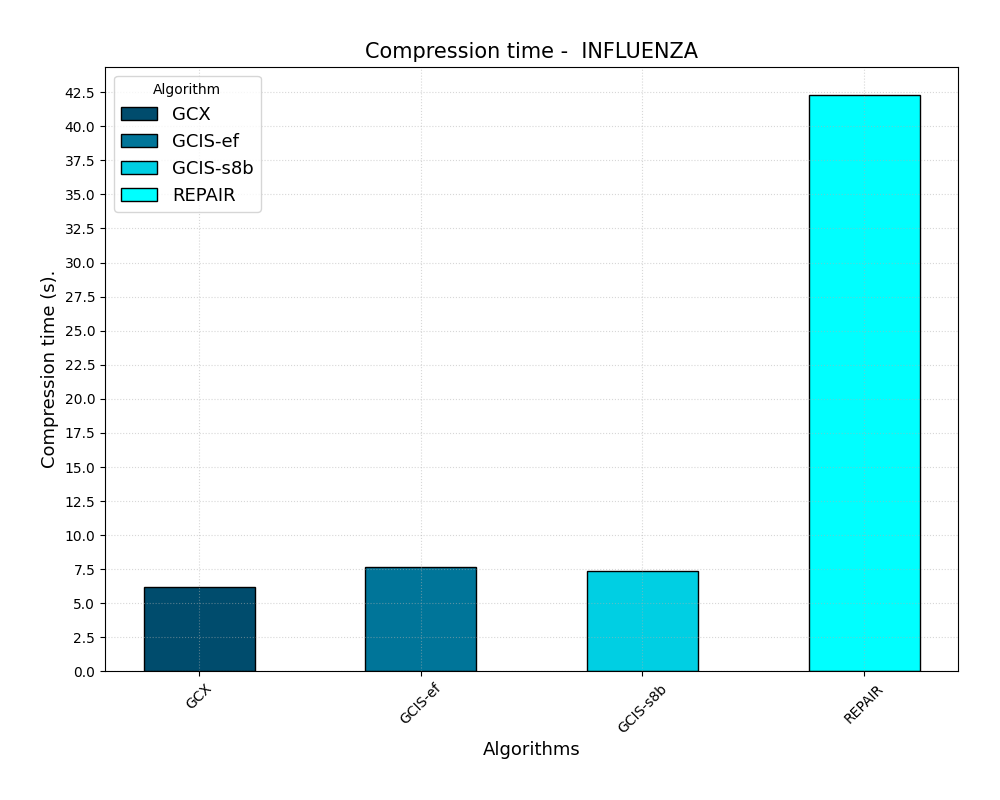 Compression time -  INFLUENZA
Algorithm
GCX
GCIS-ef
GCIS-s8b
REPAIR
Compression time (s).
42.5
40.0
37.5
35.0
32.5
30.0
27.5
25.0
22.5
20.0
17.5
15.0
12.5
10.0
7.5
5.0
2.5
0.0
GCX
GCIS-ef
GCIS-s8b
REPAIR
Algorithms